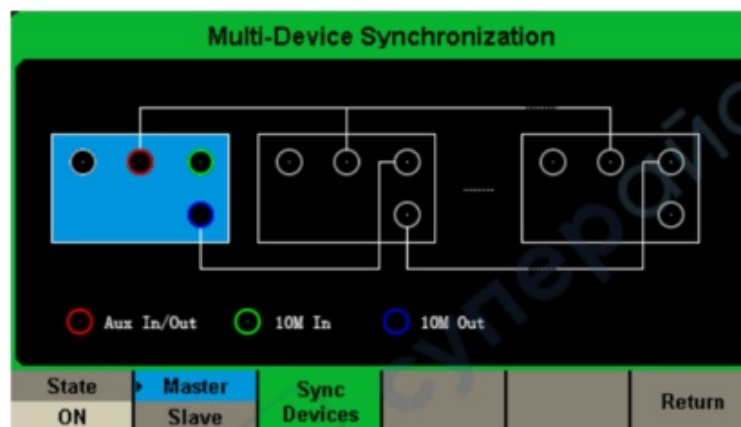 Multi-Device Synchronization
Aux In/Out 10M In 10M Out
State Master Sync Devices Return
ON Slave